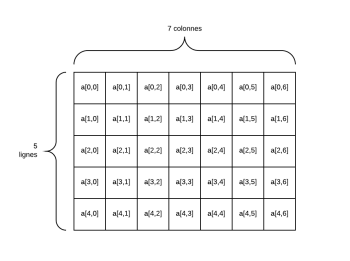 7 colonnes
a[0,0] a[0,1] a[0,2] a[0,3] a[0,4] a[0,5] a[0,6]
a[1,0] a[1,1] a[1,2] a[1,3] a[1,4] a[1,5] a[1,6]
5
lignes
a[2,0] a[2,1] a[2,2] a[2,3] a[2,4] a[2,5] a[2,6]
a[3,0] a[3,1] a[3,2] a[3,3] a[3,4] a[3,5] a[3,6]
a[4,0] a[4,1] a[4,2] a[4,3] a[4,4] a[4,5] a[4,6]